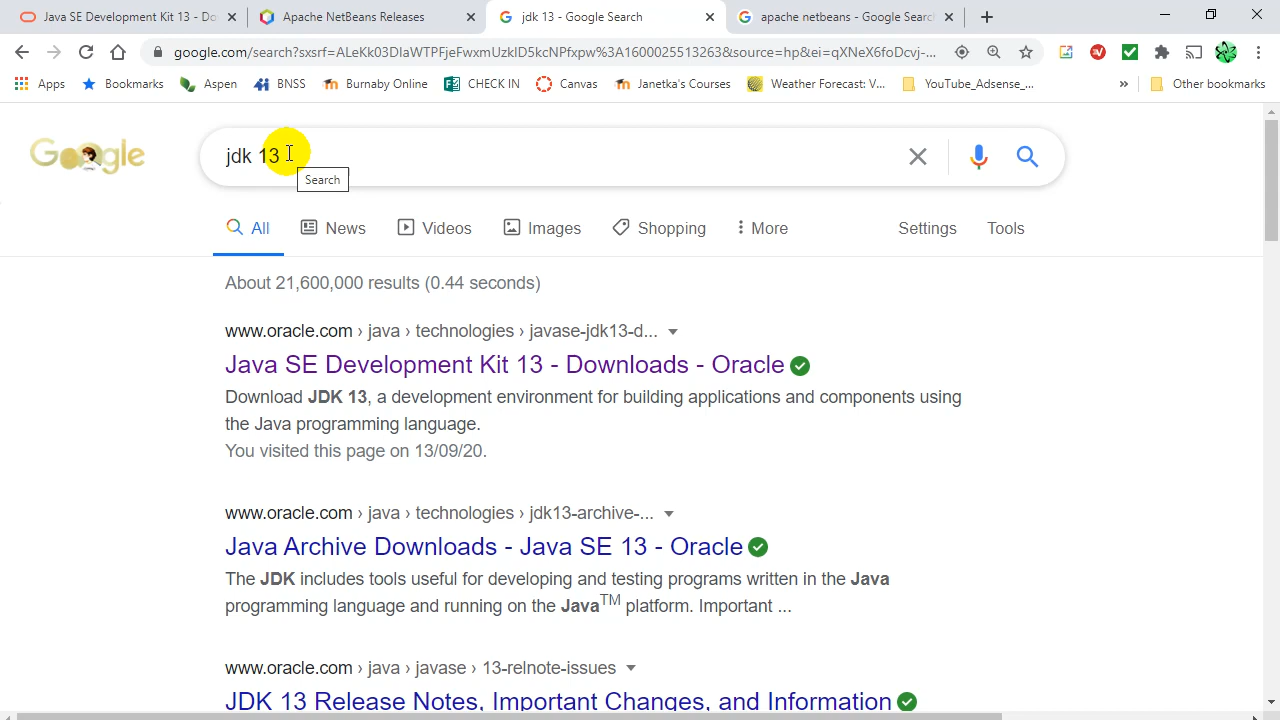 Java SE Development Kit 13 - Do
Apache NetBeans Releases
jdk 13 - Google Search
apache netbeans - Google Searc
google.com/search?sxsrf=ALeKk03DlaWTPFjeFwxmUzkID5kcNPfxpw%3A1600025513263&source=hp&ei=qXNeX6foDcvj-...
Apps
Bookmarks
Aspen
BNSS
Burnaby Online
CHECK IN
Canvas
Janetka's Courses
Weather Forecast: V...
YouTube_Adsense_...
»
Other bookmarks
Google
jdk 13
Search
All
News
Videos
Images
Shopping
More
Settings
Tools
About 21,600,000 results (0.44 seconds)
www.oracle.com › java › technologies › javase-jdk13-d...
Java SE Development Kit 13 - Downloads - Oracle
Download JDK 13, a development environment for building applications and components using
the Java programming language.
You visited this page on 13/09/20.
www.oracle.com › java › technologies › jdk13-archive-...
Java Archive Downloads - Java SE 13 - Oracle
The JDK includes tools useful for developing and testing programs written in the Java
programming language and running on the Java™ platform. Important ...
www.oracle.com › java › javase › 13-relnote-issues
JDK 13 Release Notes, Important Changes, and Information